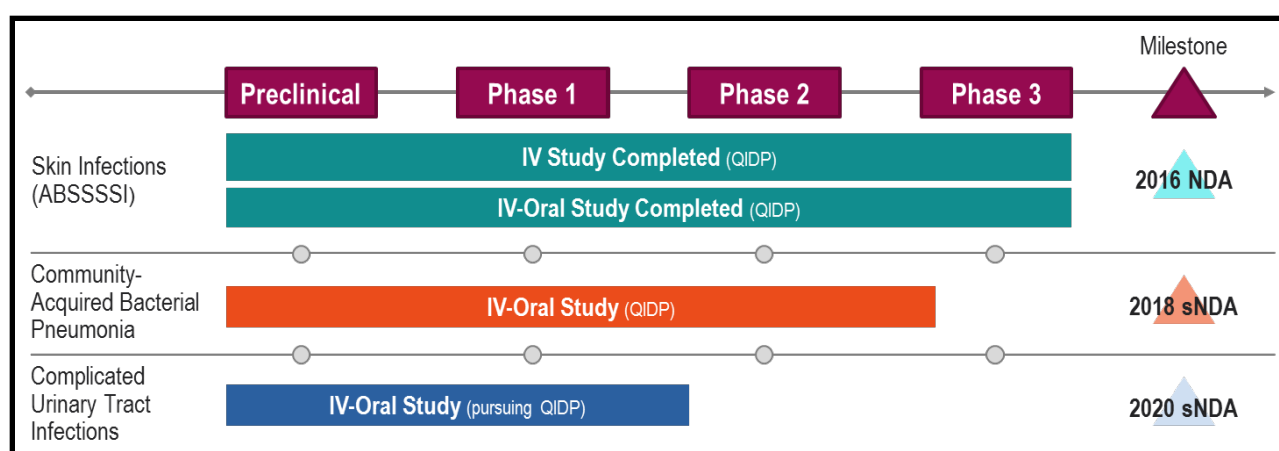 Milestone
Preclinical
Phase 1
Phase 2
Phase 3
Skin Infections
(ABSSSSI)
IV Study Completed (QIDP)
IV-Oral Study Completed (QIDP)
2016 NDA
Community-
Acquired Bacterial
Pneumonia
IV-Oral Study (QIDP)
2018 sNDA
Complicated
Urinary Tract
Infections
IV-Oral Study (pursuing QIDP)
2020 sNDA